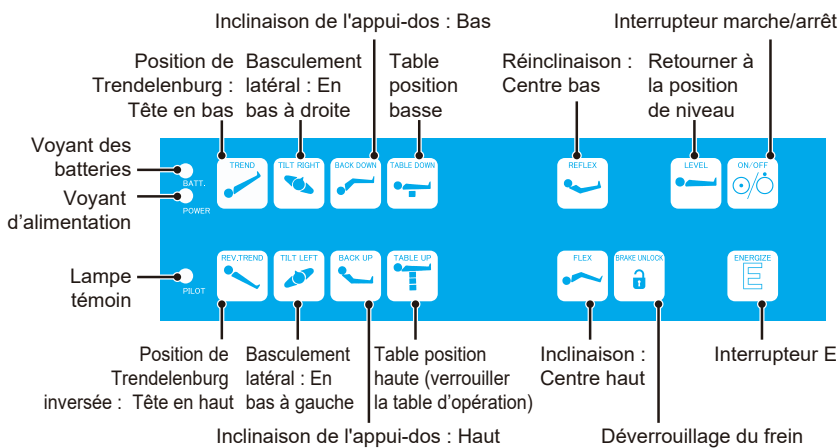 Inclinaison de l'appui-dos : Bas
Interrupteur marche/arrêt
Position de
Trendelenburg :
Tête en bas
Basculement
latéral : En
bas à droite
Table
position
basse
Réinclinaison :
Centre bas
Retourner à
la position
de niveau
Voyant des
batteries
Voyant
d'alimentation
Lampe
témoin
BATT.
POWER
PILOT
TREND
TILT RIGHT
BACK DOWN
TABLE DOWN
REFLEX
LEVEL
ON/OFF
REV.TREND
TILT LEFT
BACK UP
TABLE UP
FLEX
BRAKE UNLOCK
ENERGIZE
E
Position de
Trendelenburg
inversée : Tête en haut
Basculement
latéral : En
bas à gauche
Table position
haute (verrouiller
la table d'opération)
Inclinaison :
Centre haut
Interrupteur E
Inclinaison de l'appui-dos : Haut
Déverrouillage du frein